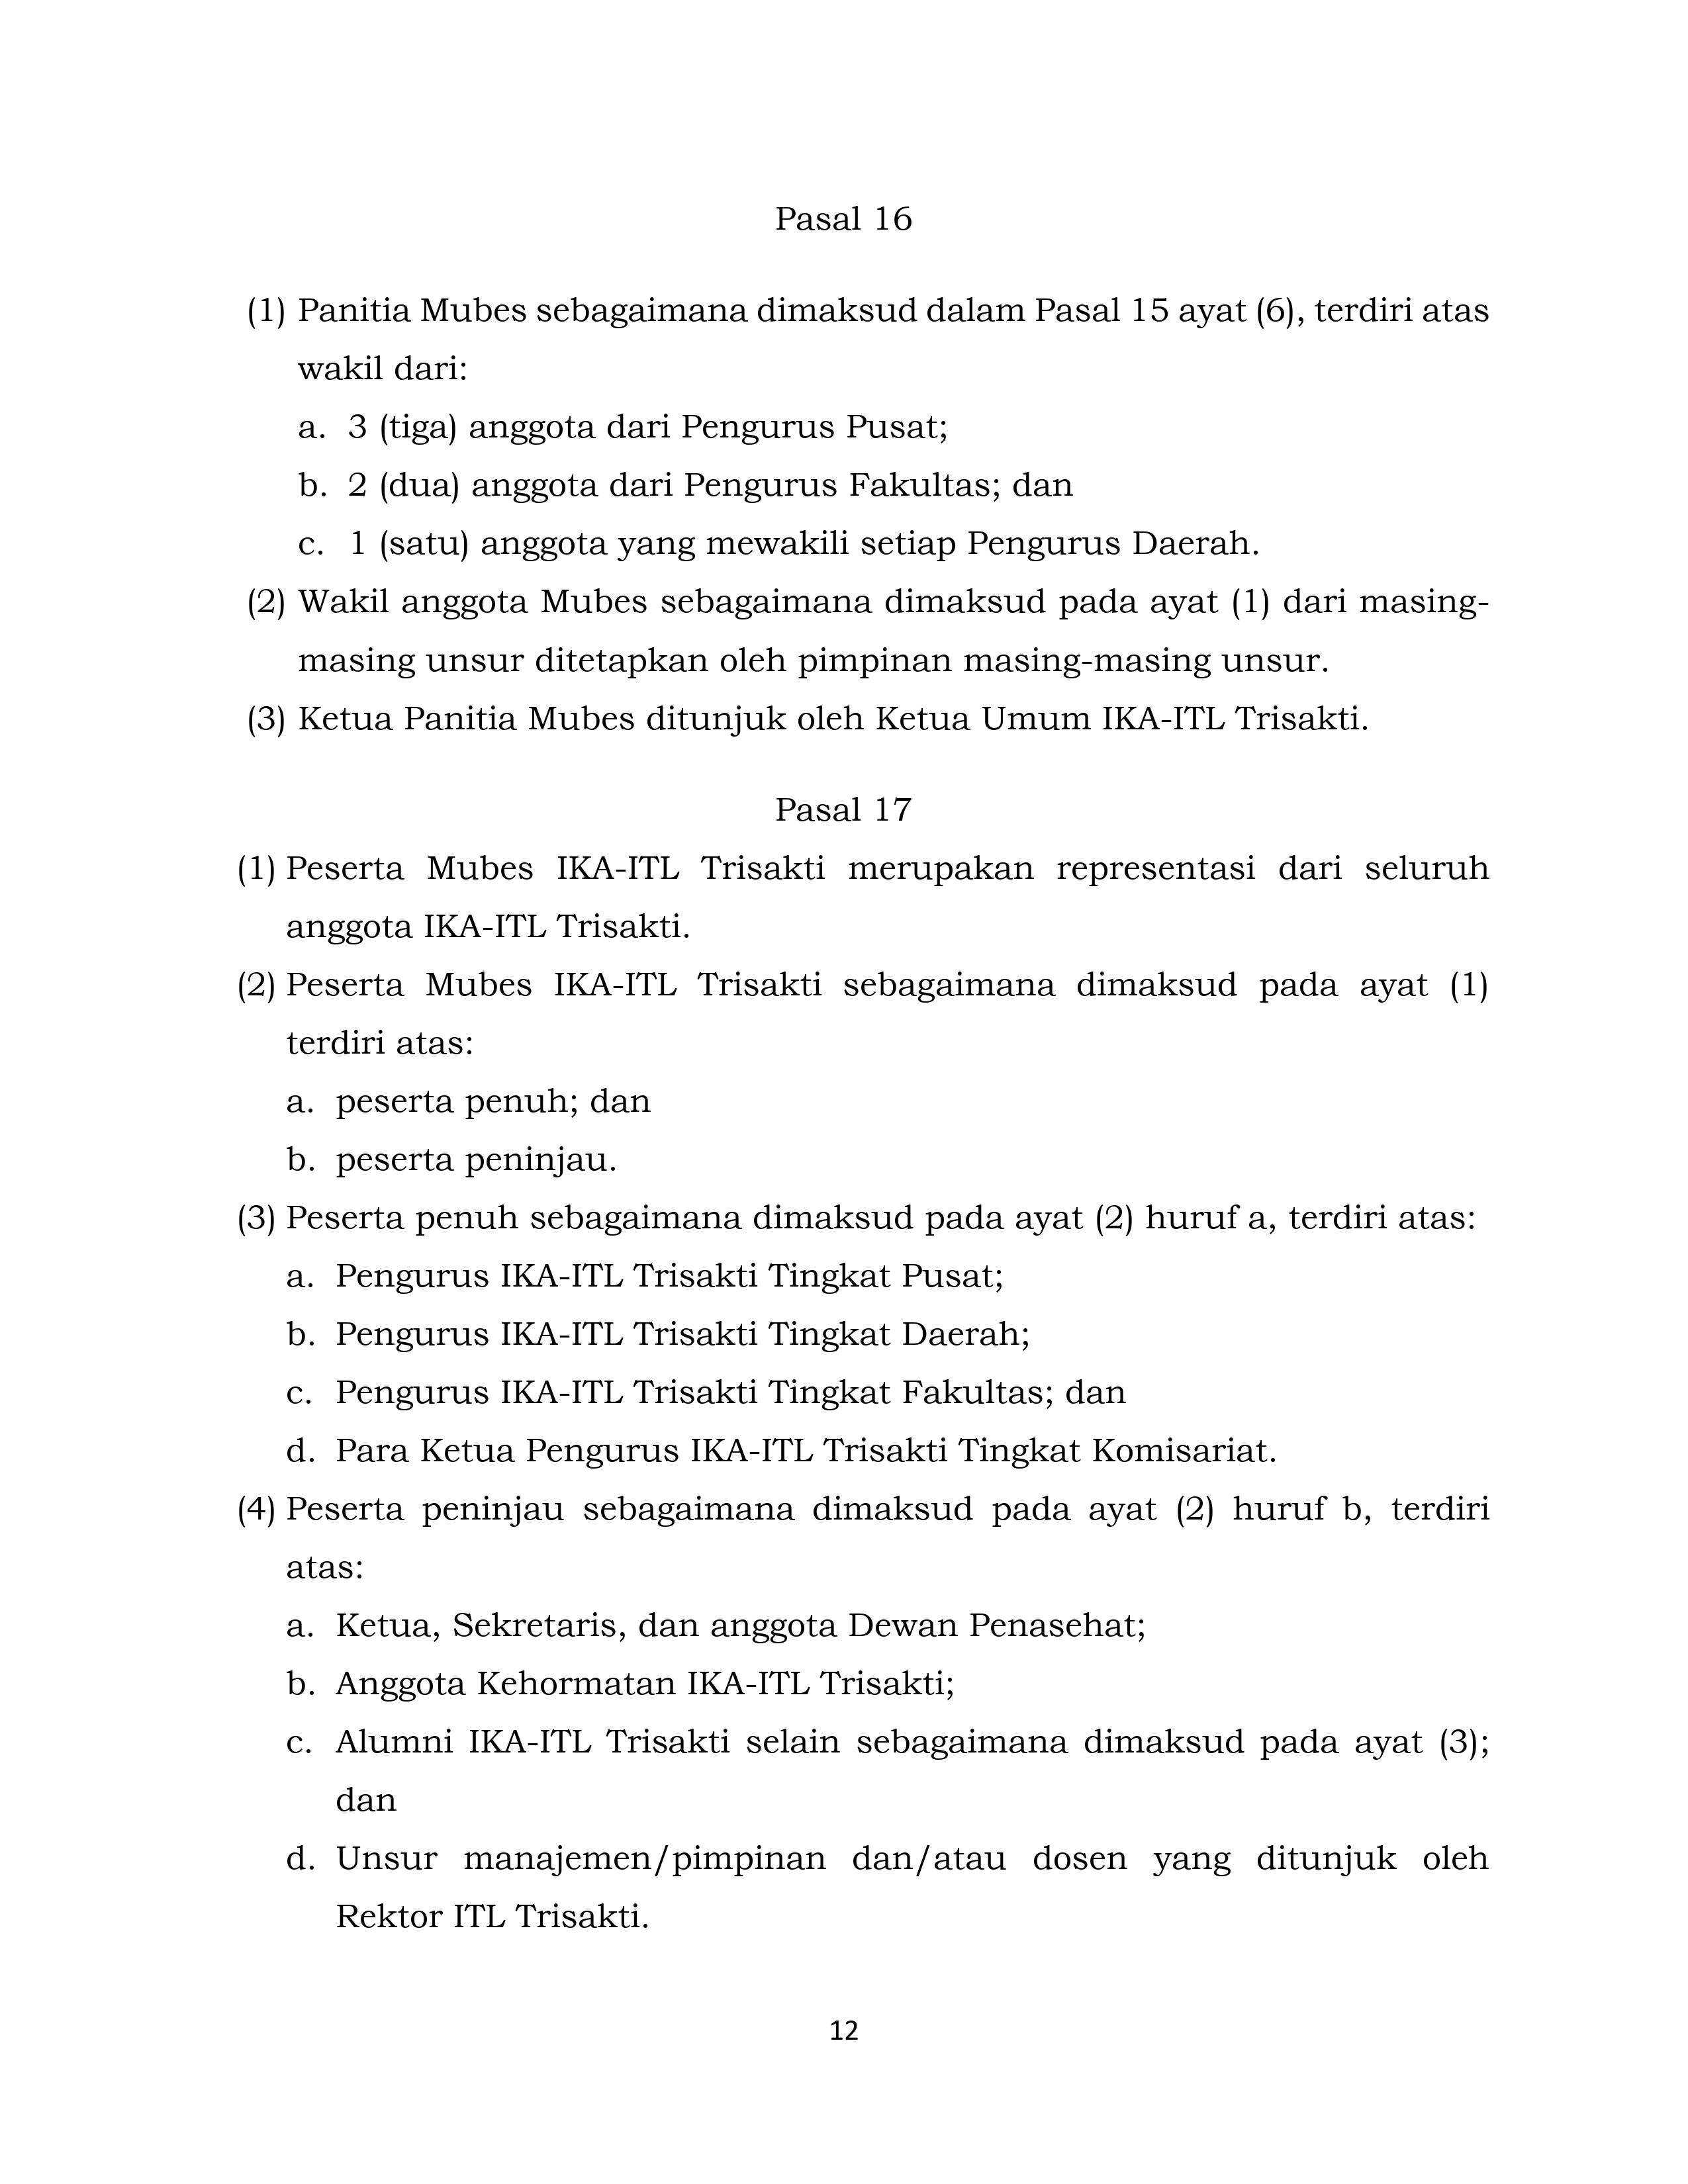 Pasal 16
(1) Panitia Mubes sebagaimana dimaksud dalam Pasal 15 ayat (6), terdiri atas
wakil dari:
a. 3 (tiga) anggota dari Pengurus Pusat;
b. 2 (dua) anggota dari Pengurus Fakultas; dan
c. 1 (satu) anggota yang mewakili setiap Pengurus Daerah.
(2) Wakil anggota Mubes sebagaimana dimaksud pada ayat (1) dari masing-
masing unsur ditetapkan oleh pimpinan masing-masing unsur.
(3) Ketua Panitia Mubes ditunjuk oleh Ketua Umum IKA-ITL Trisakti.
Pasal 17
(1) Peserta Mubes IKA-ITL Trisakti merupakan representasi dari seluruh
anggota IKA-ITL Trisakti.
(2) Peserta Mubes IKA-ITL Trisakti sebagaimana dimaksud pada ayat (1)
terdiri atas:
a. peserta penuh; dan
b. peserta peninjau.
(3) Peserta penuh sebagaimana dimaksud pada ayat (2) huruf a, terdiri atas:
a. Pengurus IKA-ITL Trisakti Tingkat Pusat;
b. Pengurus IKA-ITL Trisakti Tingkat Daerah;
c. Pengurus IKA-ITL Trisakti Tingkat Fakultas; dan
d. Para Ketua Pengurus IKA-ITL Trisakti Tingkat Komisariat.
(4) Peserta peninjau sebagaimana dimaksud pada ayat (2) huruf b, terdiri
atas:
a. Ketua, Sekretaris, dan anggota Dewan Penasehat;
b. Anggota Kehormatan IKA-ITL Trisakti;
c. Alumni IKA-ITL Trisakti selain sebagaimana dimaksud pada ayat (3);
dan
d. Unsur manajemen/pimpinan dan/atau dosen yang ditunjuk oleh
Rektor ITL Trisakti.
12